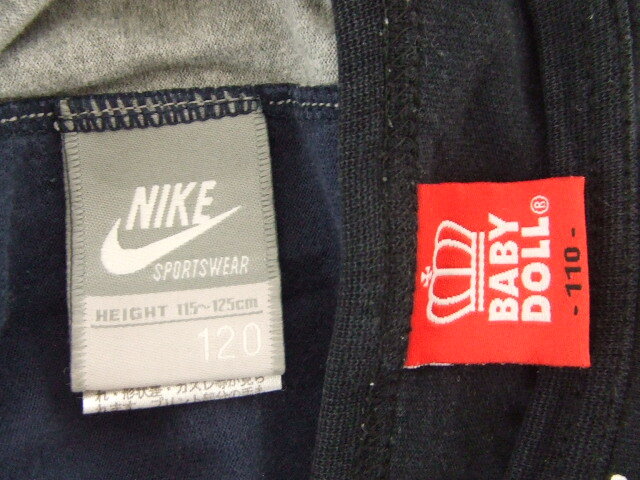 NIKE
SPORTSWEAR
HEIGHT 115~125cm
120
BABY
DOLL®
- 110 -